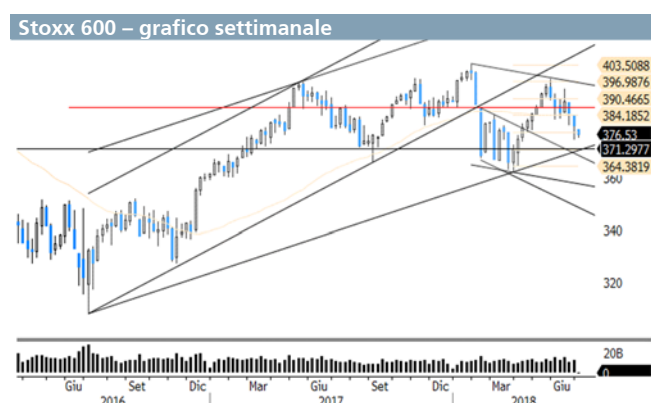 Stoxx 600 – grafico settimanale
403.5088
396.9876
390.4665
384.1852
376.53
371.2977
364.3819
360
340
320
20B
0
Giu Set Dic Mar Giu Set Dic Mar Giu
2016 2017 2018